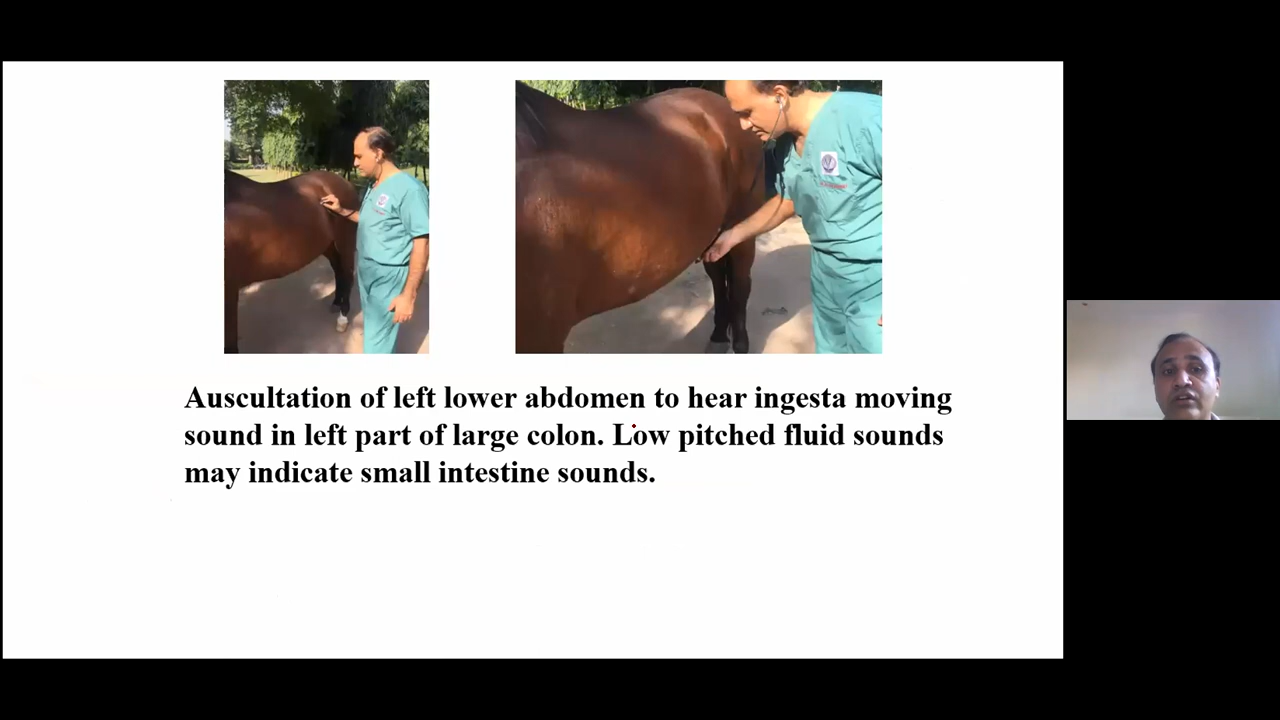 Auscultation of left lower abdomen to hear ingesta moving
sound in left part of large colon. Low pitched fluid sounds
may indicate small intestine sounds.